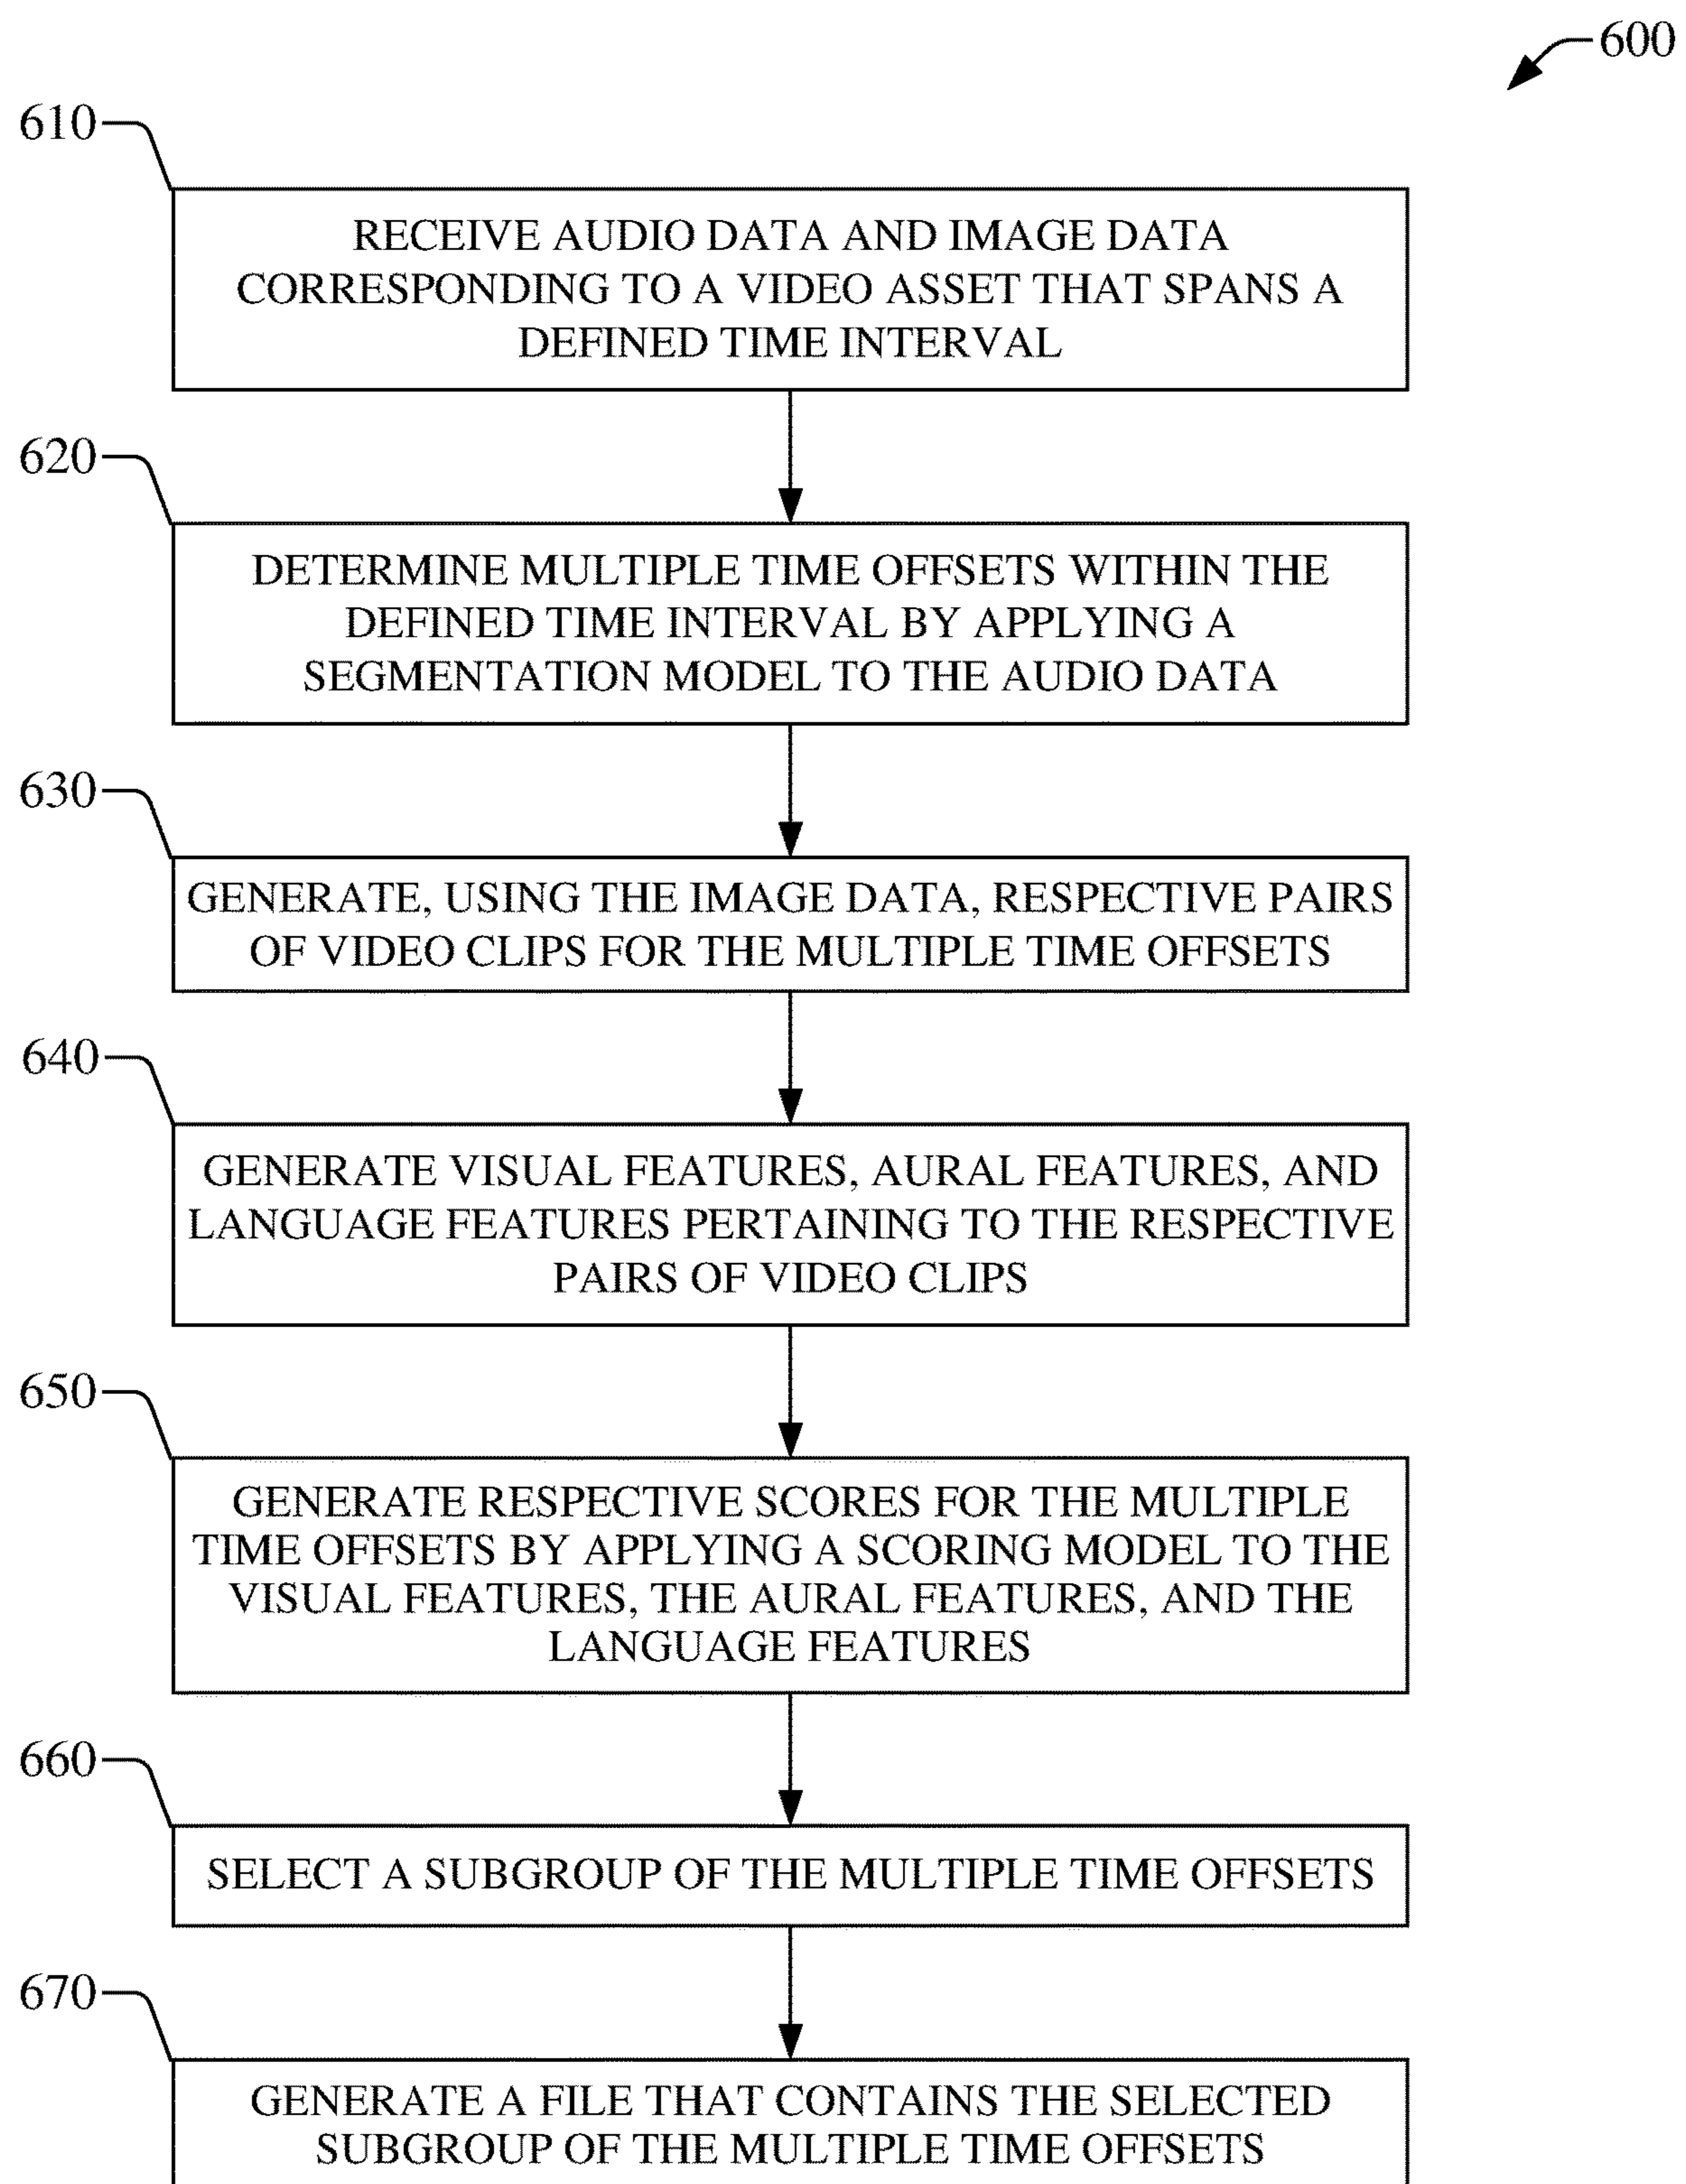 600
610
RECEIVE AUDIO DATA AND IMAGE DATA
CORRESPONDING TO A VIDEO ASSET THAT SPANS A
DEFINED TIME INTERVAL
620
DETERMINE MULTIPLE TIME OFFSETS WITHIN THE
DEFINED TIME INTERVAL BY APPLYING A
SEGMENTATION MODEL TO THE AUDIO DATA
630
GENERATE, USING THE IMAGE DATA, RESPECTIVE PAIRS
OF VIDEO CLIPS FOR THE MULTIPLE TIME OFFSETS
640
GENERATE VISUAL FEATURES, AURAL FEATURES, AND
LANGUAGE FEATURES PERTAINING TO THE RESPECTIVE
PAIRS OF VIDEO CLIPS
650
GENERATE RESPECTIVE SCORES FOR THE MULTIPLE
TIME OFFSETS BY APPLYING A SCORING MODEL TO THE
VISUAL FEATURES, THE AURAL FEATURES, AND THE
LANGUAGE FEATURES
660
SELECT A SUBGROUP OF THE MULTIPLE TIME OFFSETS
670
GENERATE A FILE THAT CONTAINS THE SELECTED
SUBGROUP OF THE MULTIPLE TIME OFFSETS